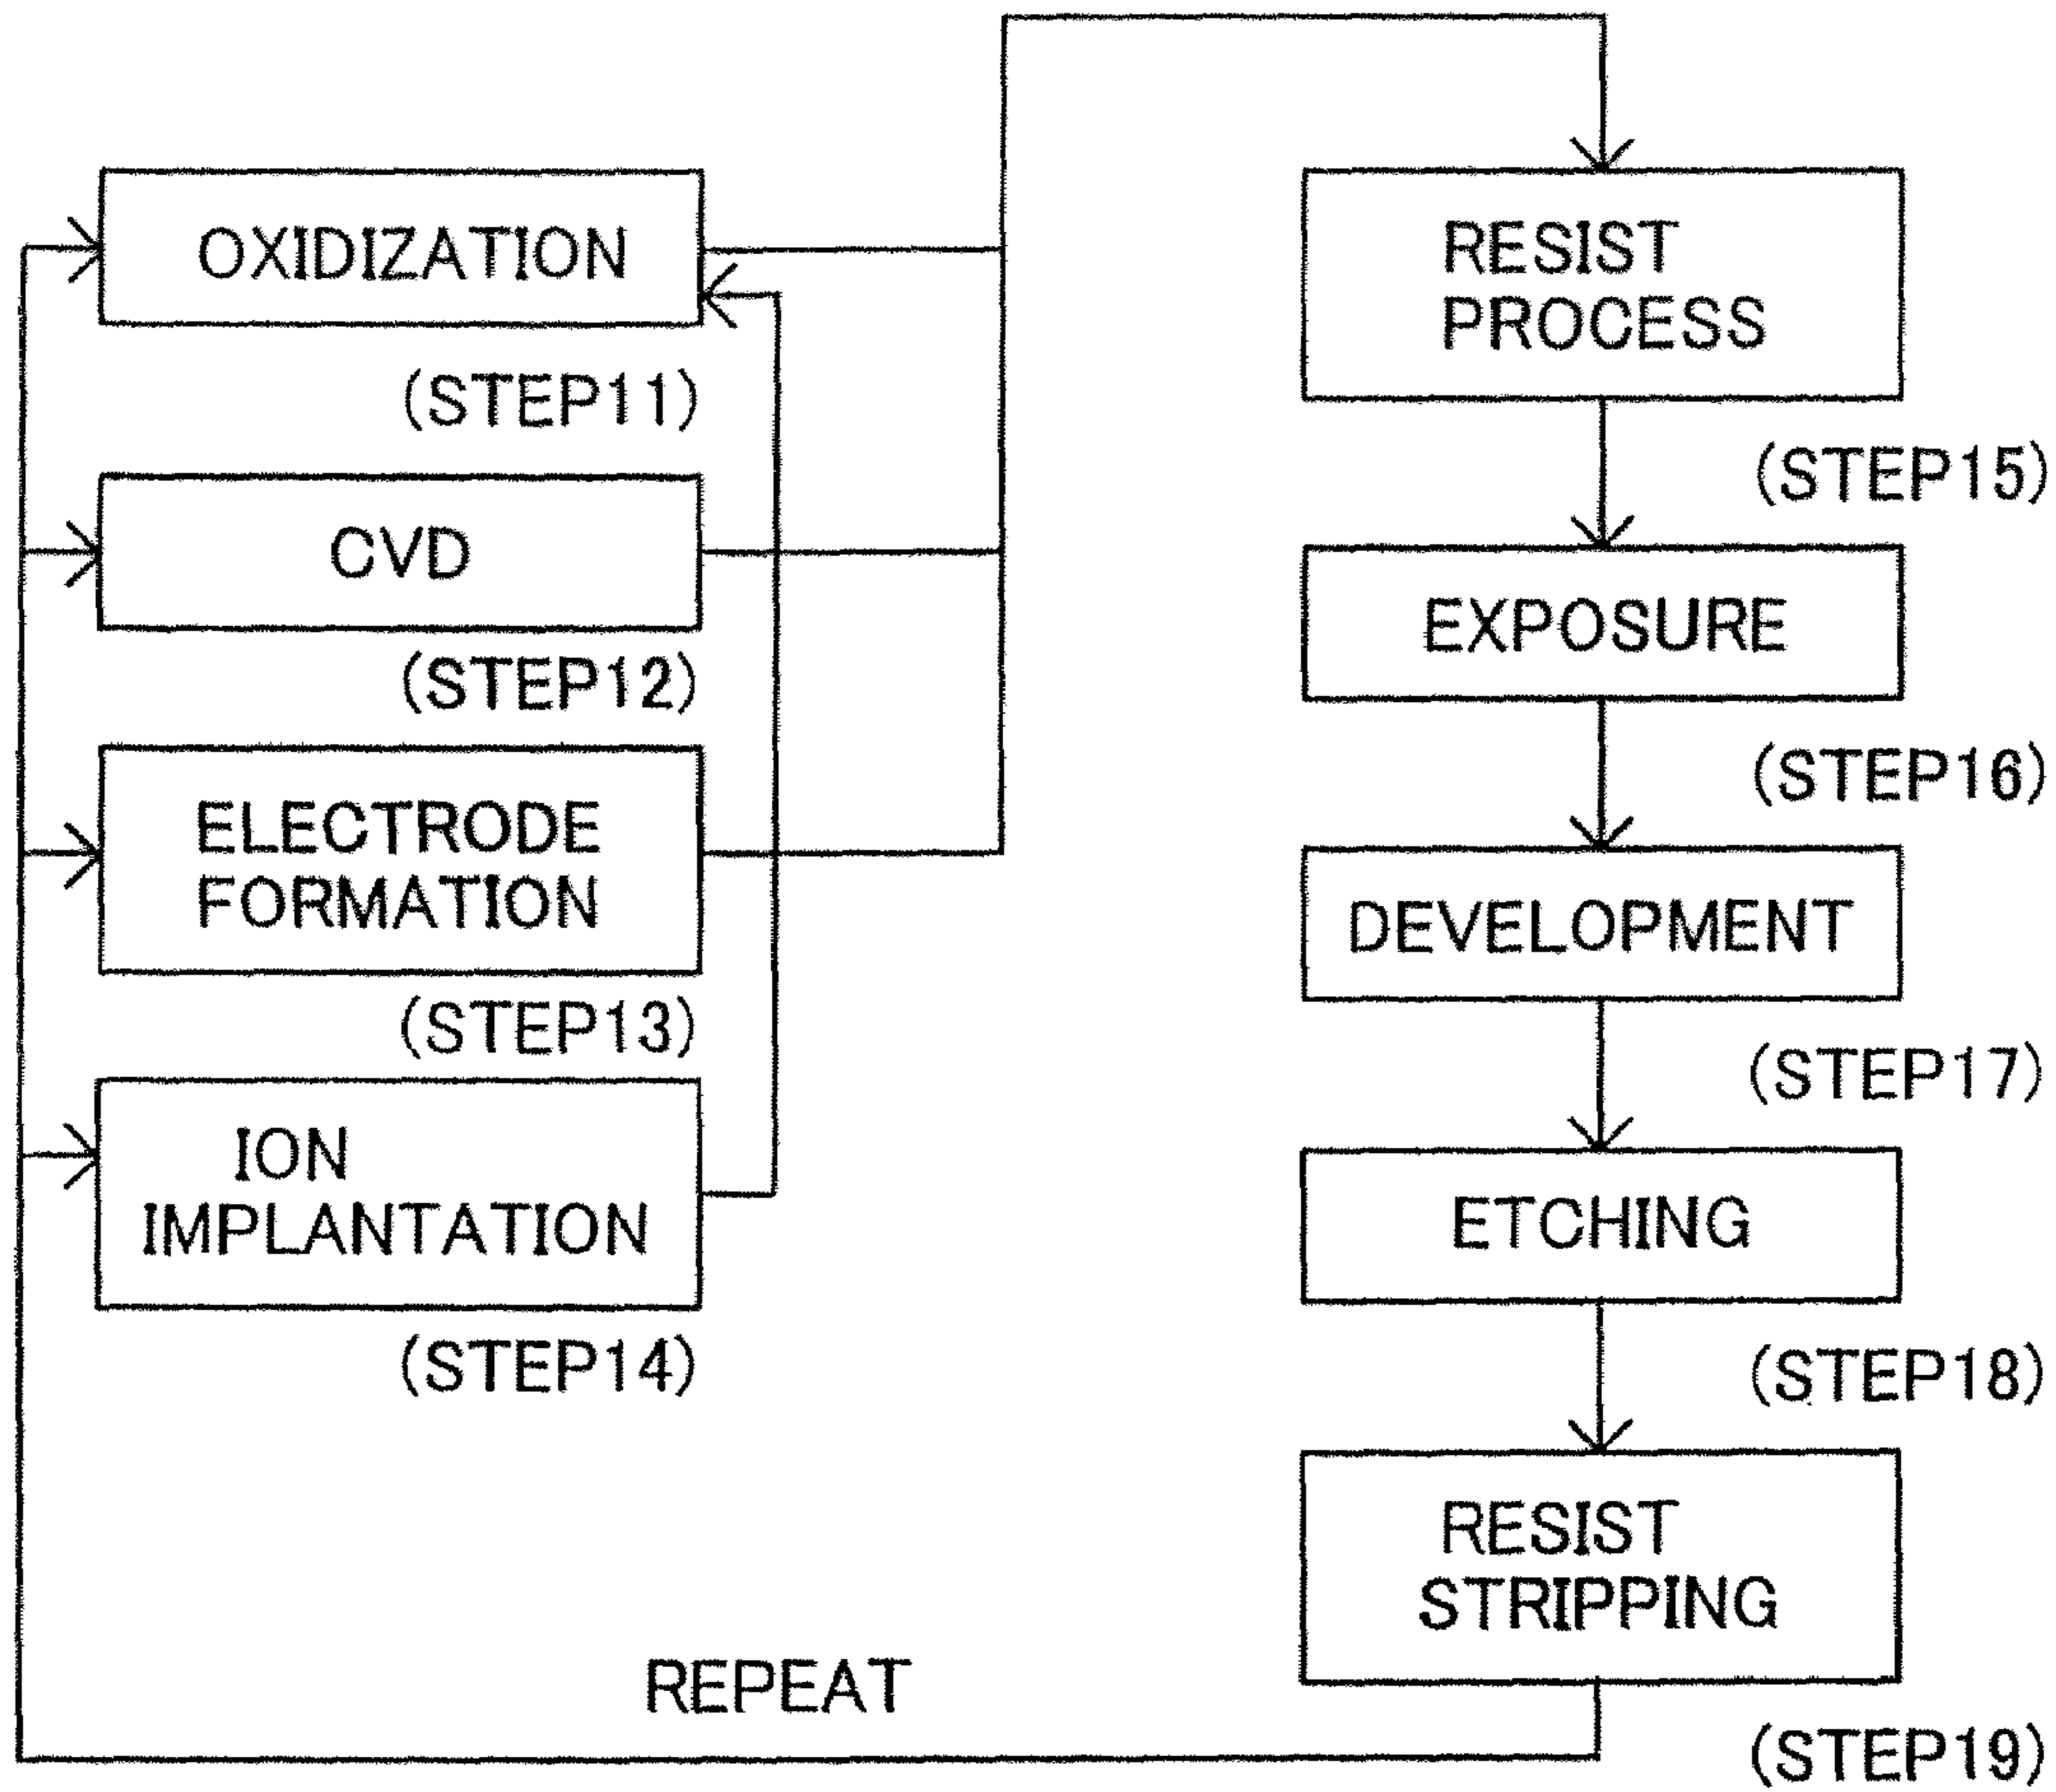 OXIDIZATION
(STEP11)
CVD
(STEP12)
ELECTRODE
FORMATION
(STEP13)
ION
IMPLANTATION
(STEP14)
RESIST
PROCESS
(STEP15)
EXPOSURE
(STEP16)
DEVELOPMENT
(STEP17)
ETCHING
(STEP18)
RESIST
STRIPPING
(STEP19)
REPEAT